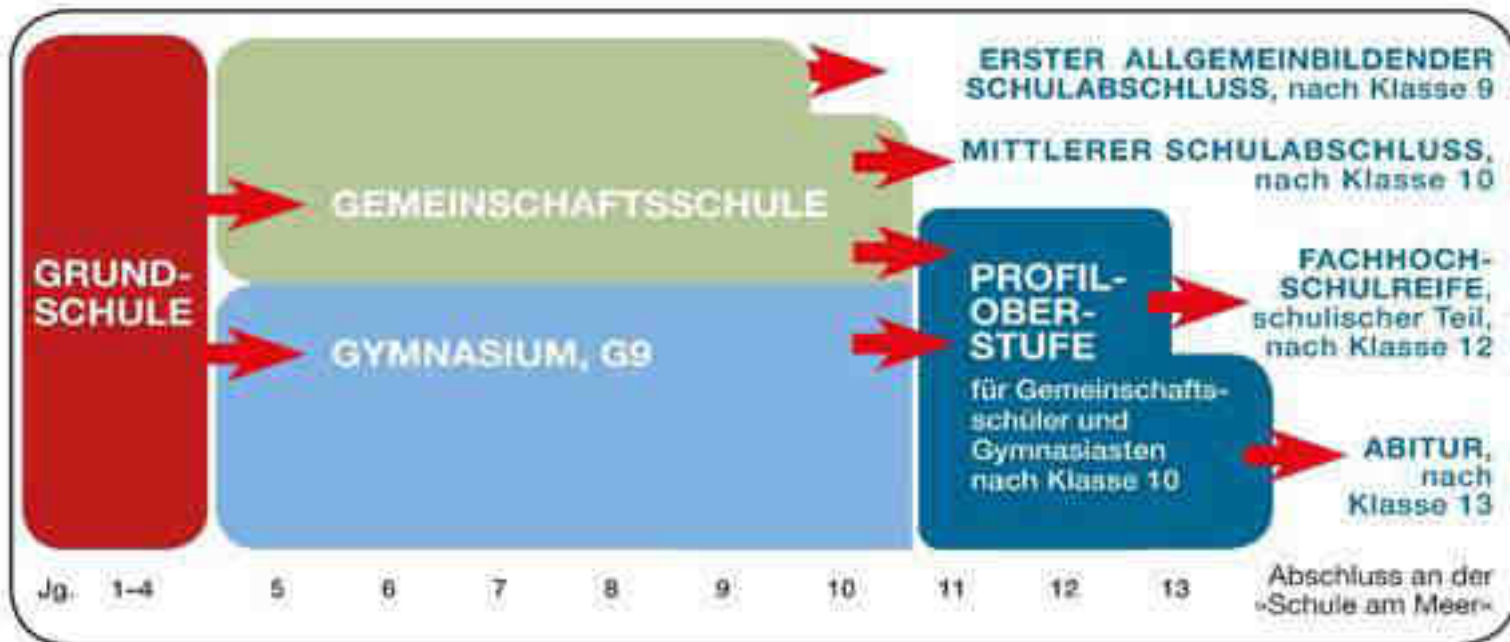 GRUND-
SCHULE
GEMEINSCHAFTSSCHULE
GYMNASIUM, G9
PROFIL-
OBER-
STUFE
für Gemeinschafts-
schüler und
Gymnasiasten
nach Klasse 10
ERSTER ALLGEMEINBILDENDER
SCHULABSCHLUSS, nach Klasse 9
MITTLERER SCHULABSCHLUSS,
nach Klasse 10
FACHHOCH-
SCHULREIFE,
schulischer Teil,
nach Klasse 12
ABITUR,
nach
Klasse 13
Jg. 1–4 5 6 7 8 9 10 11 12 13
Abschluss an der
»Schule am Meer«